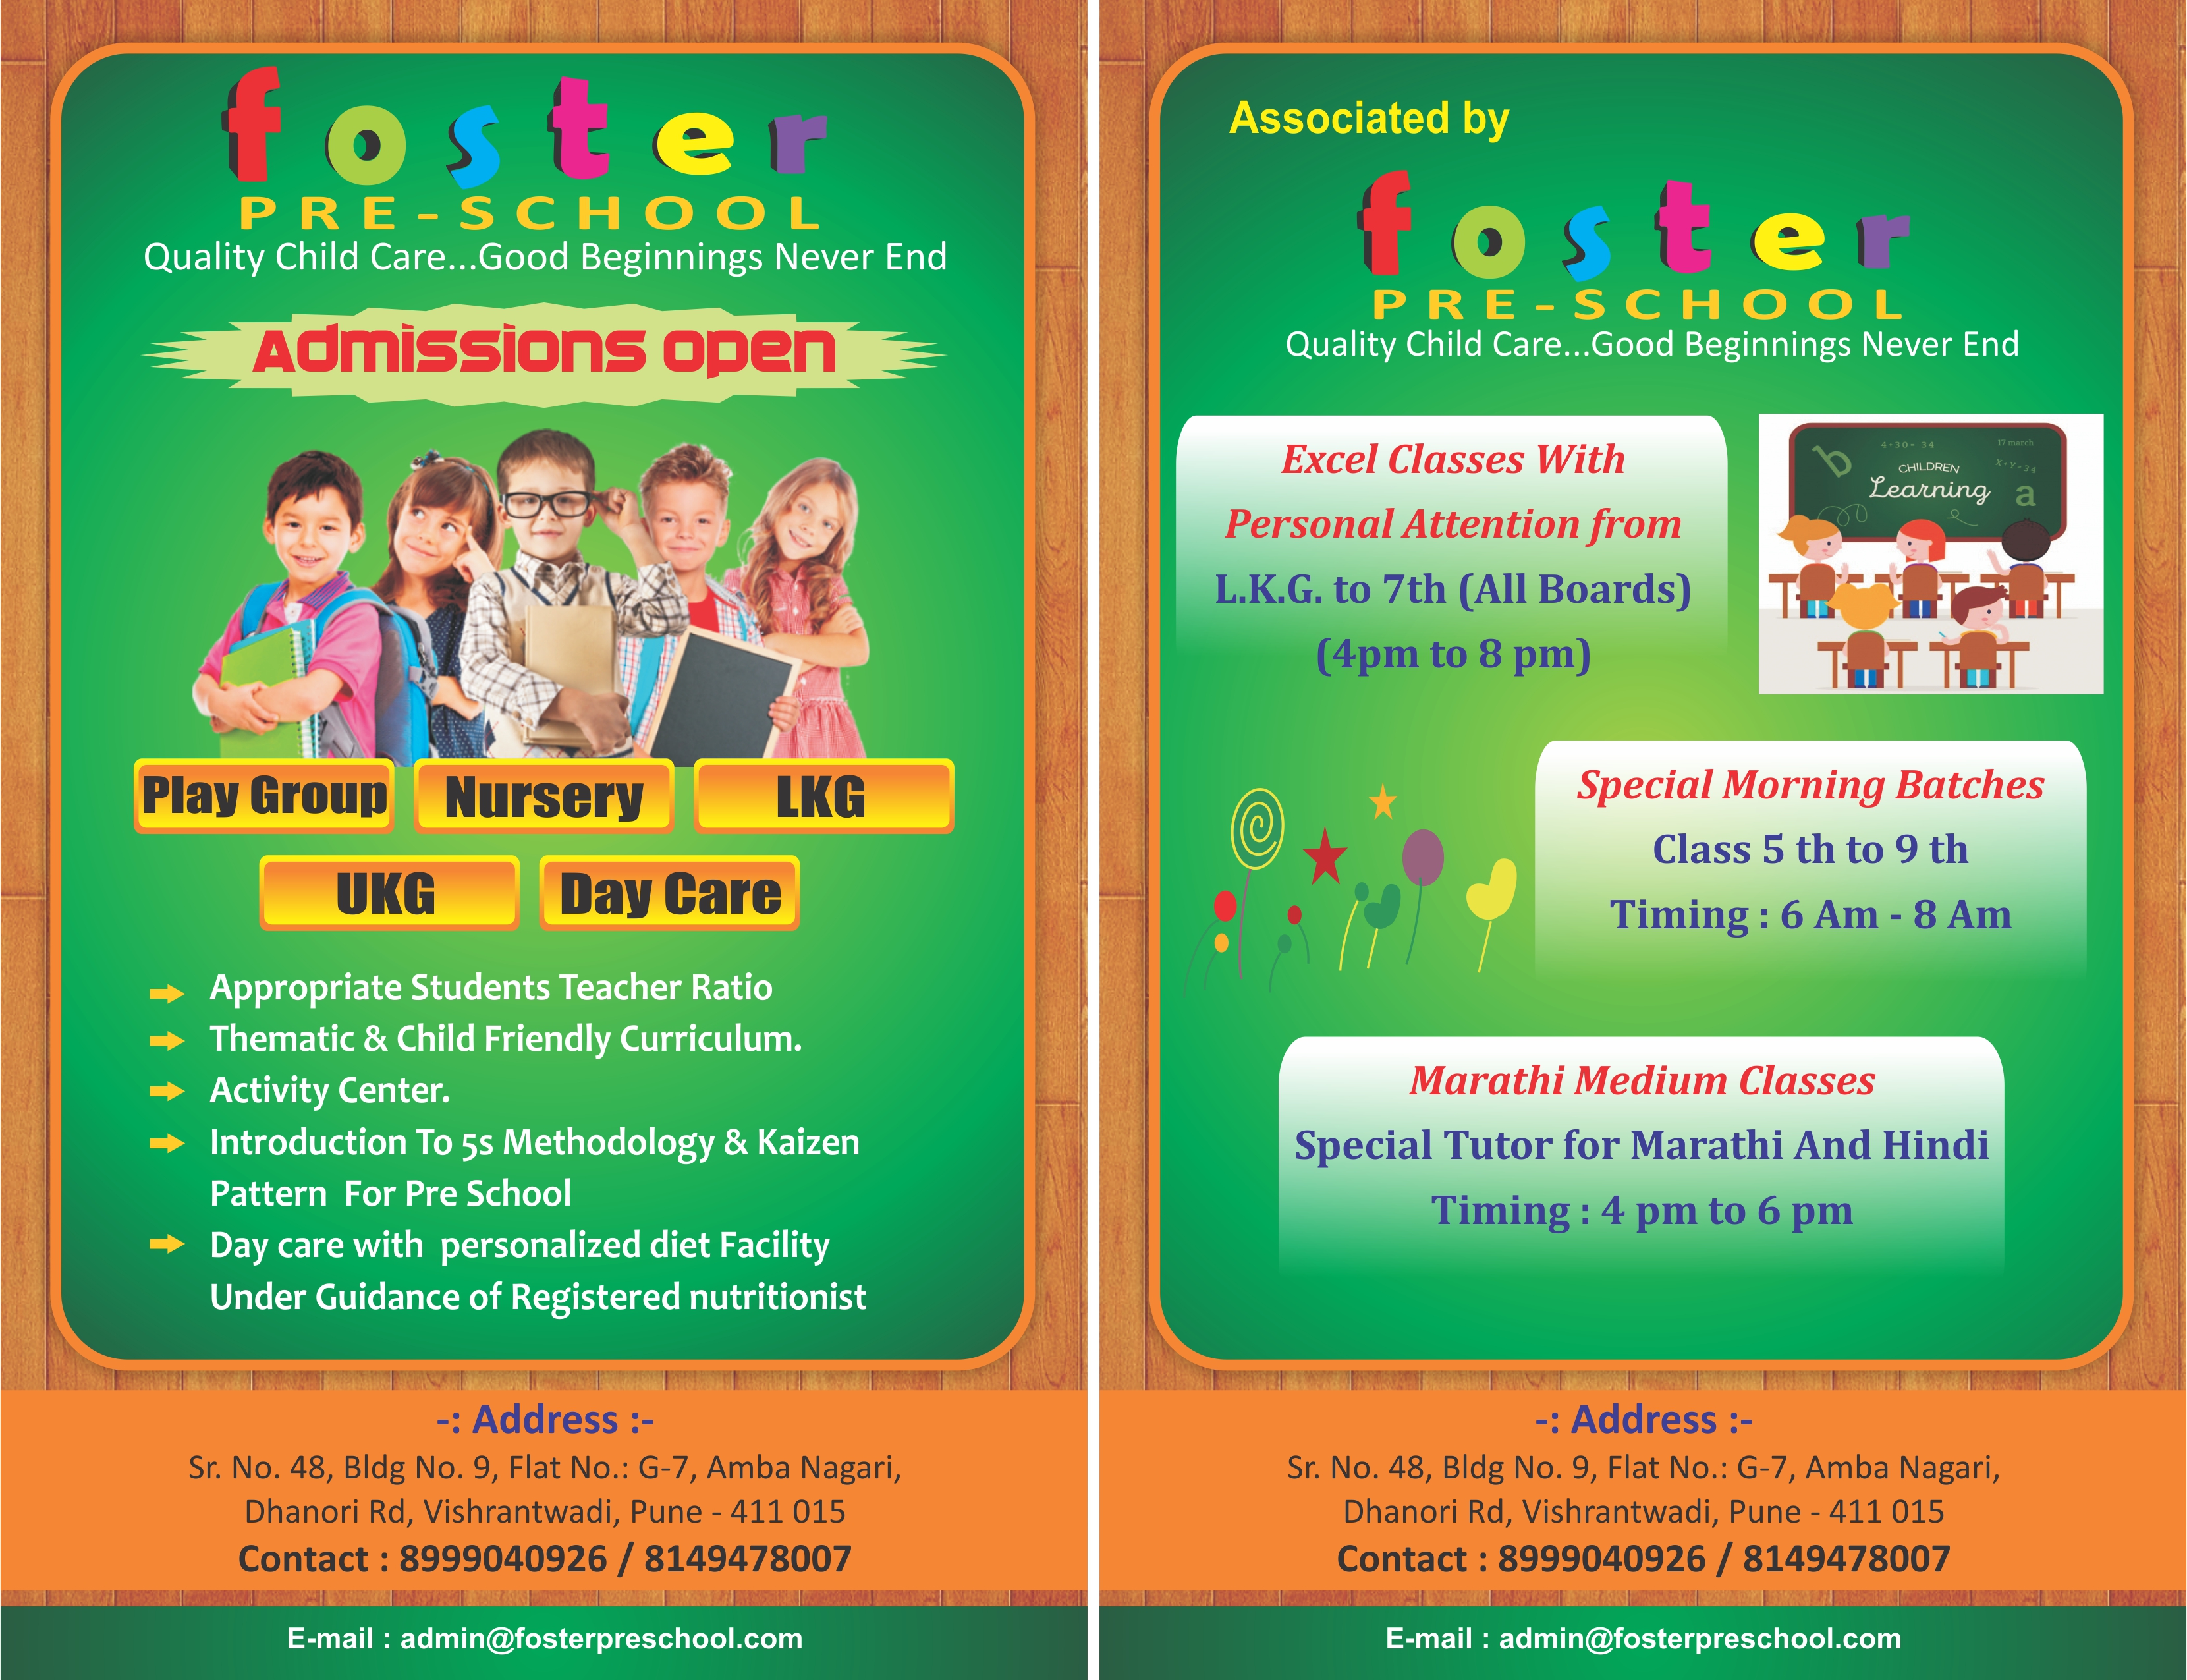 foster
PRE-SCHOOL
Quality Child Care...Good Beginnings Never End
Admissions open
Play Group
Nursery
LKG
UKG
Day Care
Appropriate Students Teacher Ratio
Thematic & Child Friendly Curriculum.
Activity Center.
Introduction To 5s Methodology & Kaizen
Pattern For Pre School
Day care with personalized diet Facility
Under Guidance of Registered nutritionist
-: Address :-
Sr. No. 48, Bldg No. 9, Flat No.: G-7, Amba Nagari,
Dhanori Rd, Vishrantwadi, Pune - 411 015
Contact : 8999040926 / 8149478007
E-mail : admin@fosterpreschool.com
Associated by
foster
PRE-SCHOOL
Quality Child Care...Good Beginnings Never End
Excel Classes With
Personal Attention from
L.K.G. to 7th (All Boards)
(4pm to 8 pm)
b
4+30= 34
17 march
X+Y=34
CHILDREN
Learning
a
Special Morning Batches
Class 5 th to 9 th
Timing : 6 Am - 8 Am
Marathi Medium Classes
Special Tutor for Marathi And Hindi
Timing : 4 pm to 6 pm
-: Address :-
Sr. No. 48, Bldg No. 9, Flat No.: G-7, Amba Nagari,
Dhanori Rd, Vishrantwadi, Pune - 411 015
Contact : 8999040926 / 8149478007
E-mail : admin@fosterpreschool.com